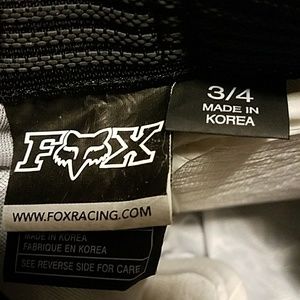 FOX
WWW.FOXRACING.COM
3/4
MADE IN
KOREA
MADE IN KOREA
FABRIQUE EN KOREA
SEE REVERSE SIDE FOR CARE